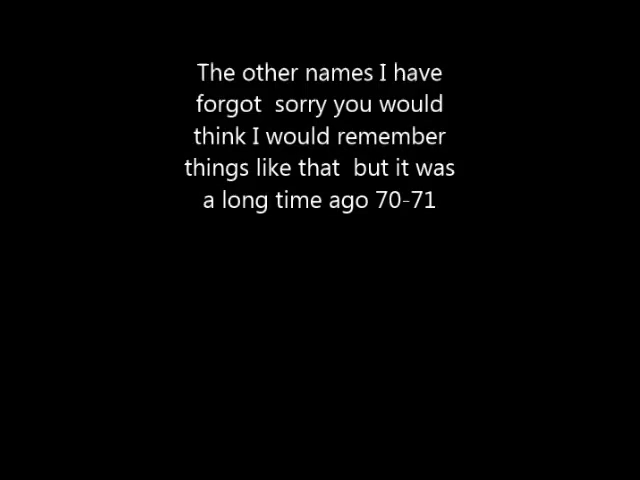 The other names I have
forgot  sorry you would
think I would remember
things like that  but it was
a long time ago 70-71